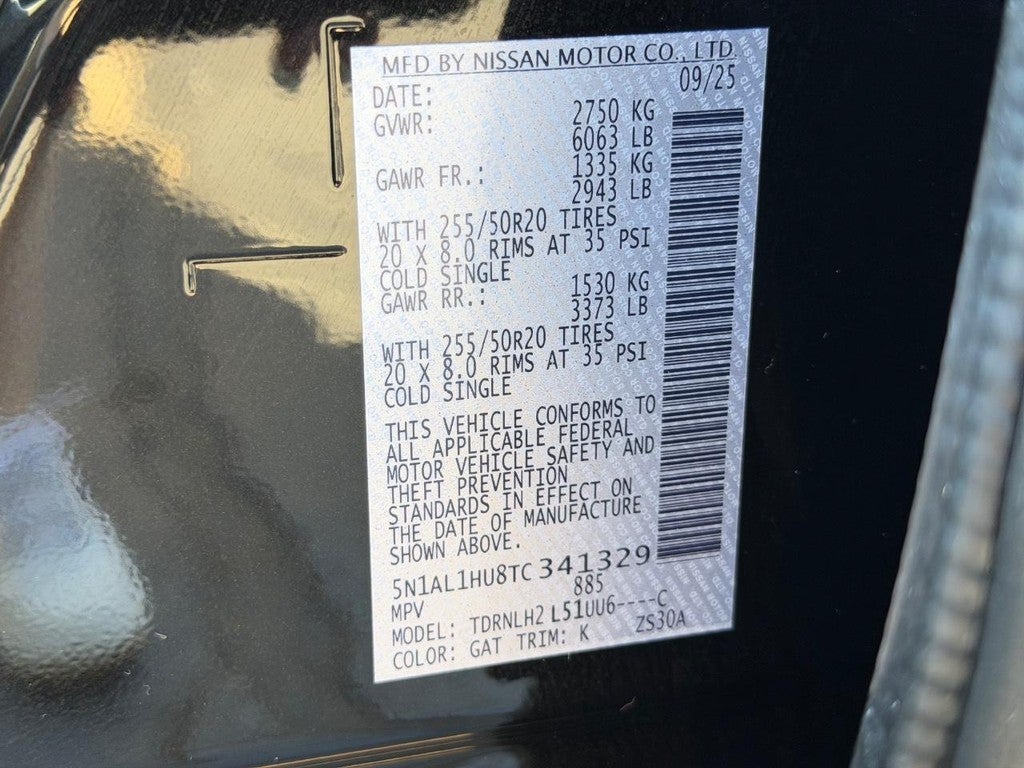 MFD BY NISSAN MOTOR CO., LTD.
DATE: 09/25
GVWR: 2750 KG
6063 LB
GAWR FR.: 1335 KG
2943 LB
WITH 255/50R20 TIRES
20 X 8.0 RIMS AT 35 PSI
COLD SINGLE
GAWR RR.: 1530 KG
3373 LB
WITH 255/50R20 TIRES
20 X 8.0 RIMS AT 35 PSI
COLD SINGLE
THIS VEHICLE CONFORMS TO
ALL APPLICABLE FEDERAL
MOTOR VEHICLE SAFETY AND
THEFT PREVENTION
STANDARDS IN EFFECT ON
THE DATE OF MANUFACTURE
SHOWN ABOVE.
5N1AL1HU8TC 341329
MPV 885
MODEL: TDRNLH2 L51UU6----C
COLOR: GAT TRIM: K ZS30A